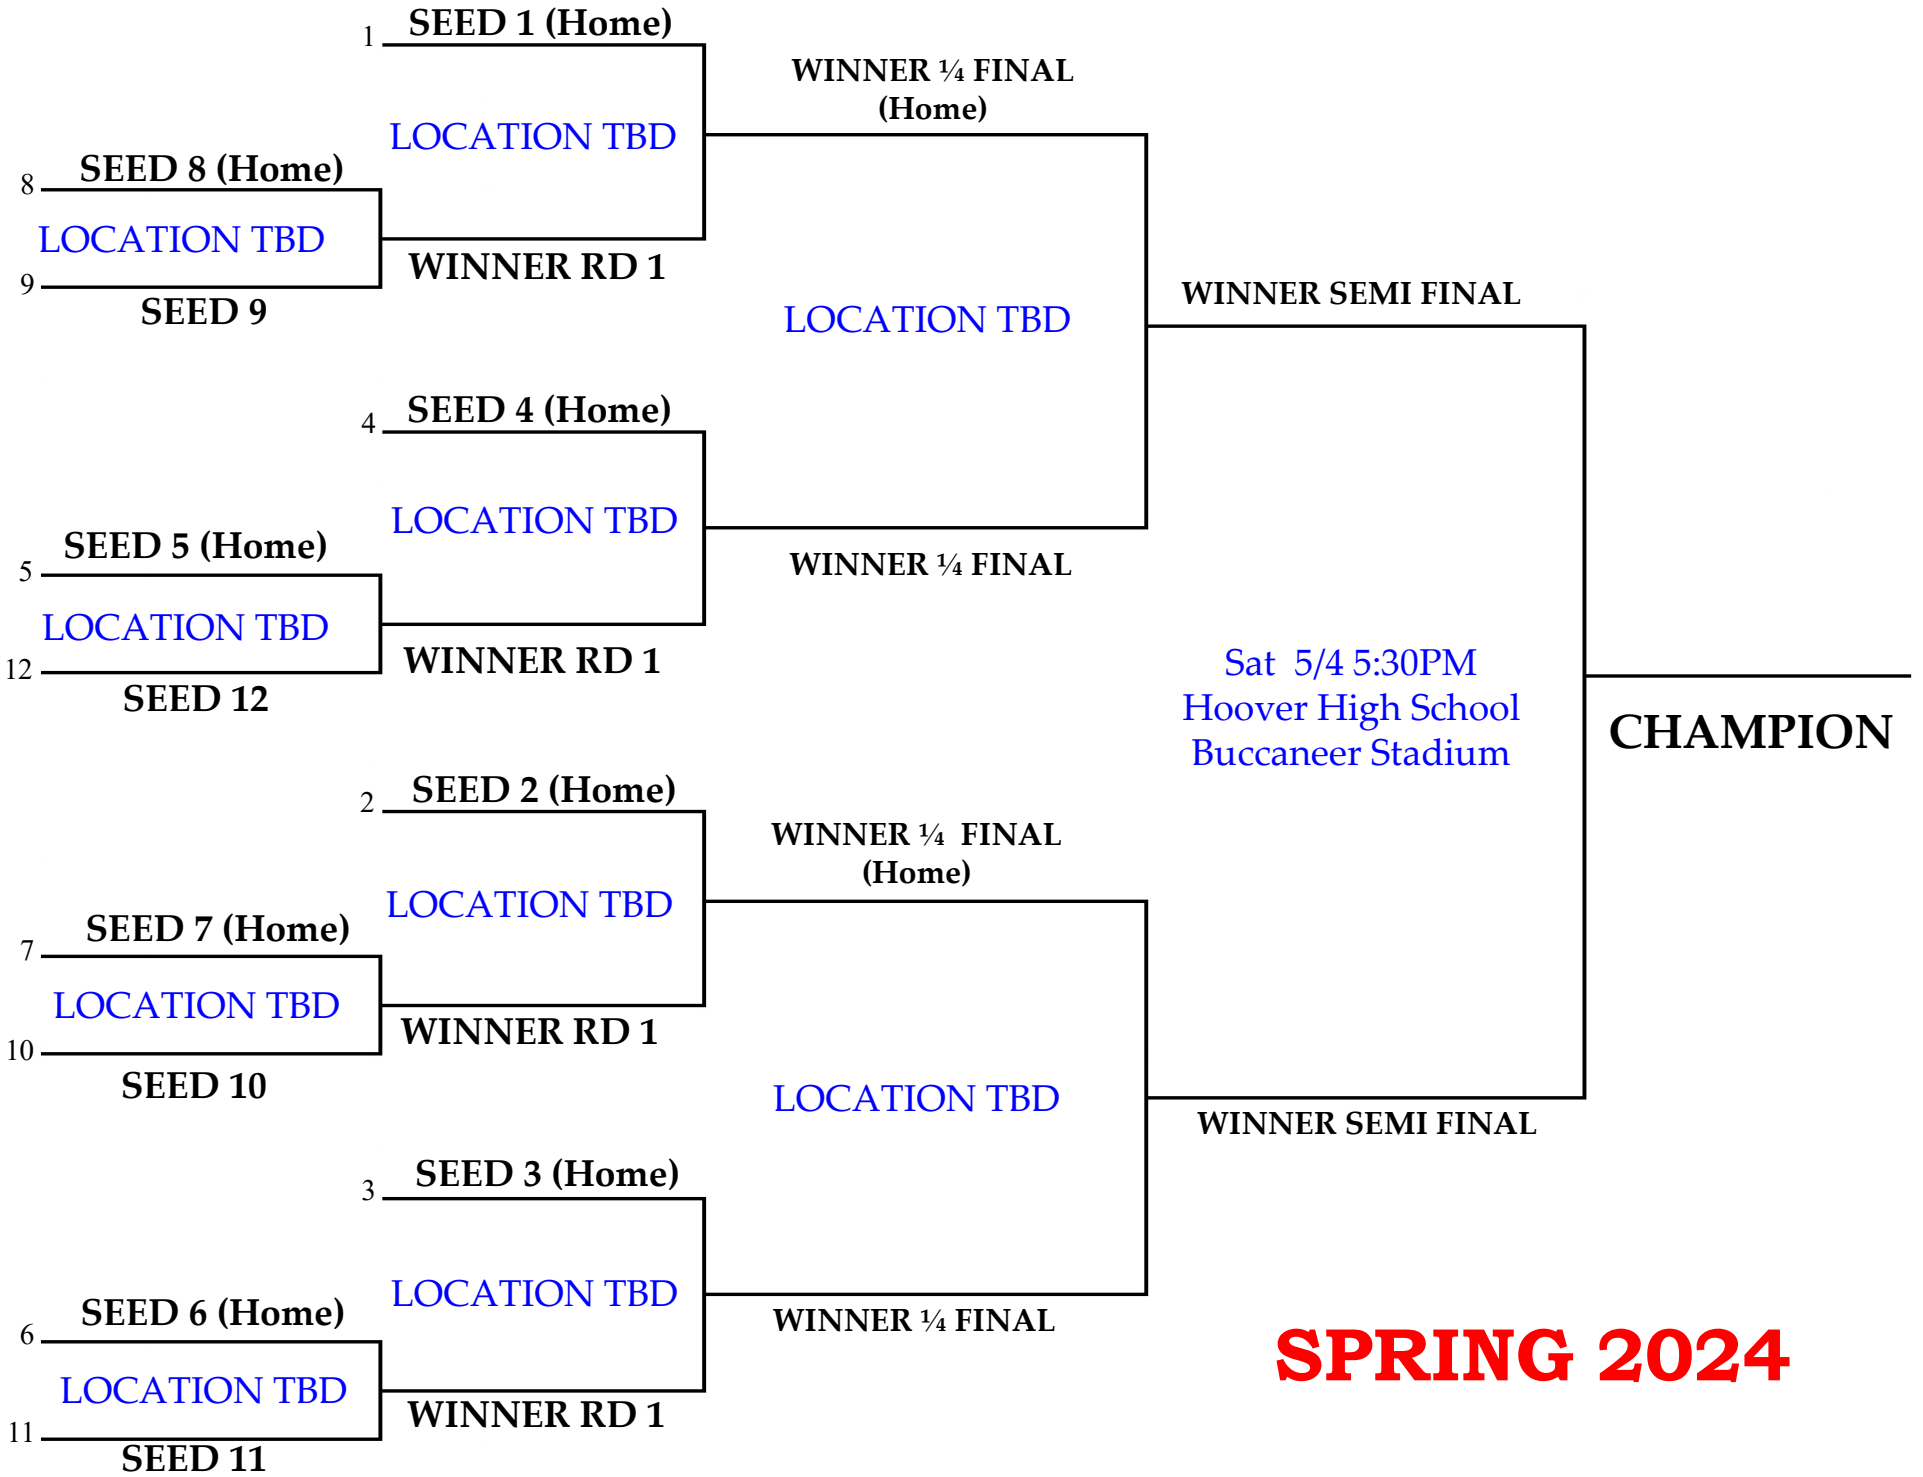 1
SEED 1 (Home)
LOCATION TBD
8
SEED 8 (Home)
LOCATION TBD
9
SEED 9
WINNER RD 1
WINNER ¼ FINAL
(Home)
LOCATION TBD
4
SEED 4 (Home)
LOCATION TBD
5
SEED 5 (Home)
LOCATION TBD
12
SEED 12
WINNER RD 1
WINNER ¼ FINAL
WINNER SEMI FINAL
Sat 5/4 5:30PM
Hoover High School
Buccaneer Stadium
CHAMPION
2
SEED 2 (Home)
LOCATION TBD
7
SEED 7 (Home)
LOCATION TBD
10
SEED 10
WINNER RD 1
WINNER ¼ FINAL
(Home)
LOCATION TBD
WINNER SEMI FINAL
3
SEED 3 (Home)
LOCATION TBD
6
SEED 6 (Home)
LOCATION TBD
11
SEED 11
WINNER RD 1
WINNER ¼ FINAL
SPRING 2024